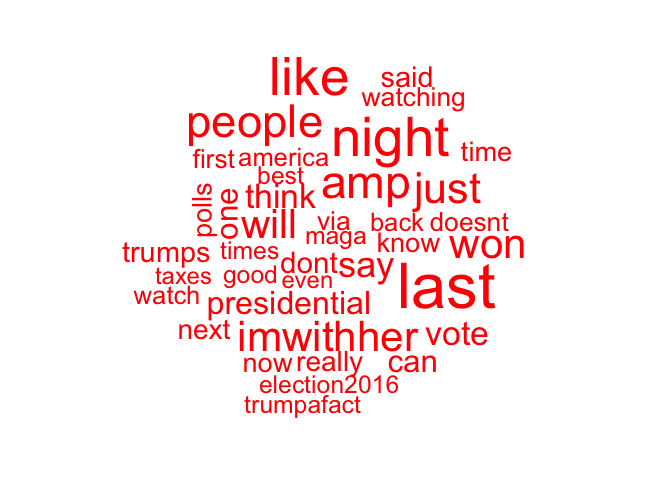 like said
watching
people night time
first america
best
think amp just
polls one will via back doesnt
maga
trumps times know won
dont say
taxes good even last
watch presidential
next imwithher vote
now really can
election2016
trumpafact